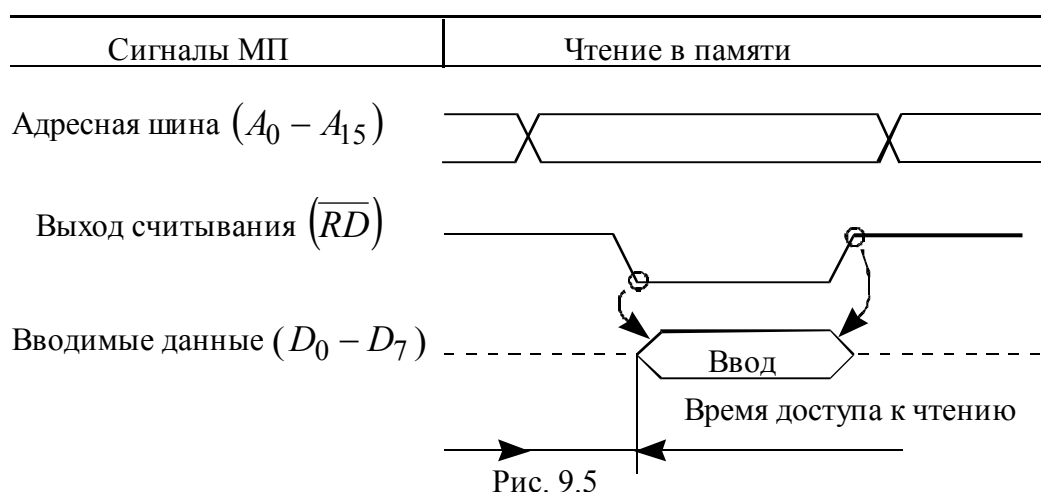 Сигналы МП Чтение в памяти
Адресная шина (A₀ – A₁₅)
Выход считывания (R̅D̅)
Вводимые данные (D₀ – D₇)
Ввод
Время доступа к чтению
Рис. 9.5